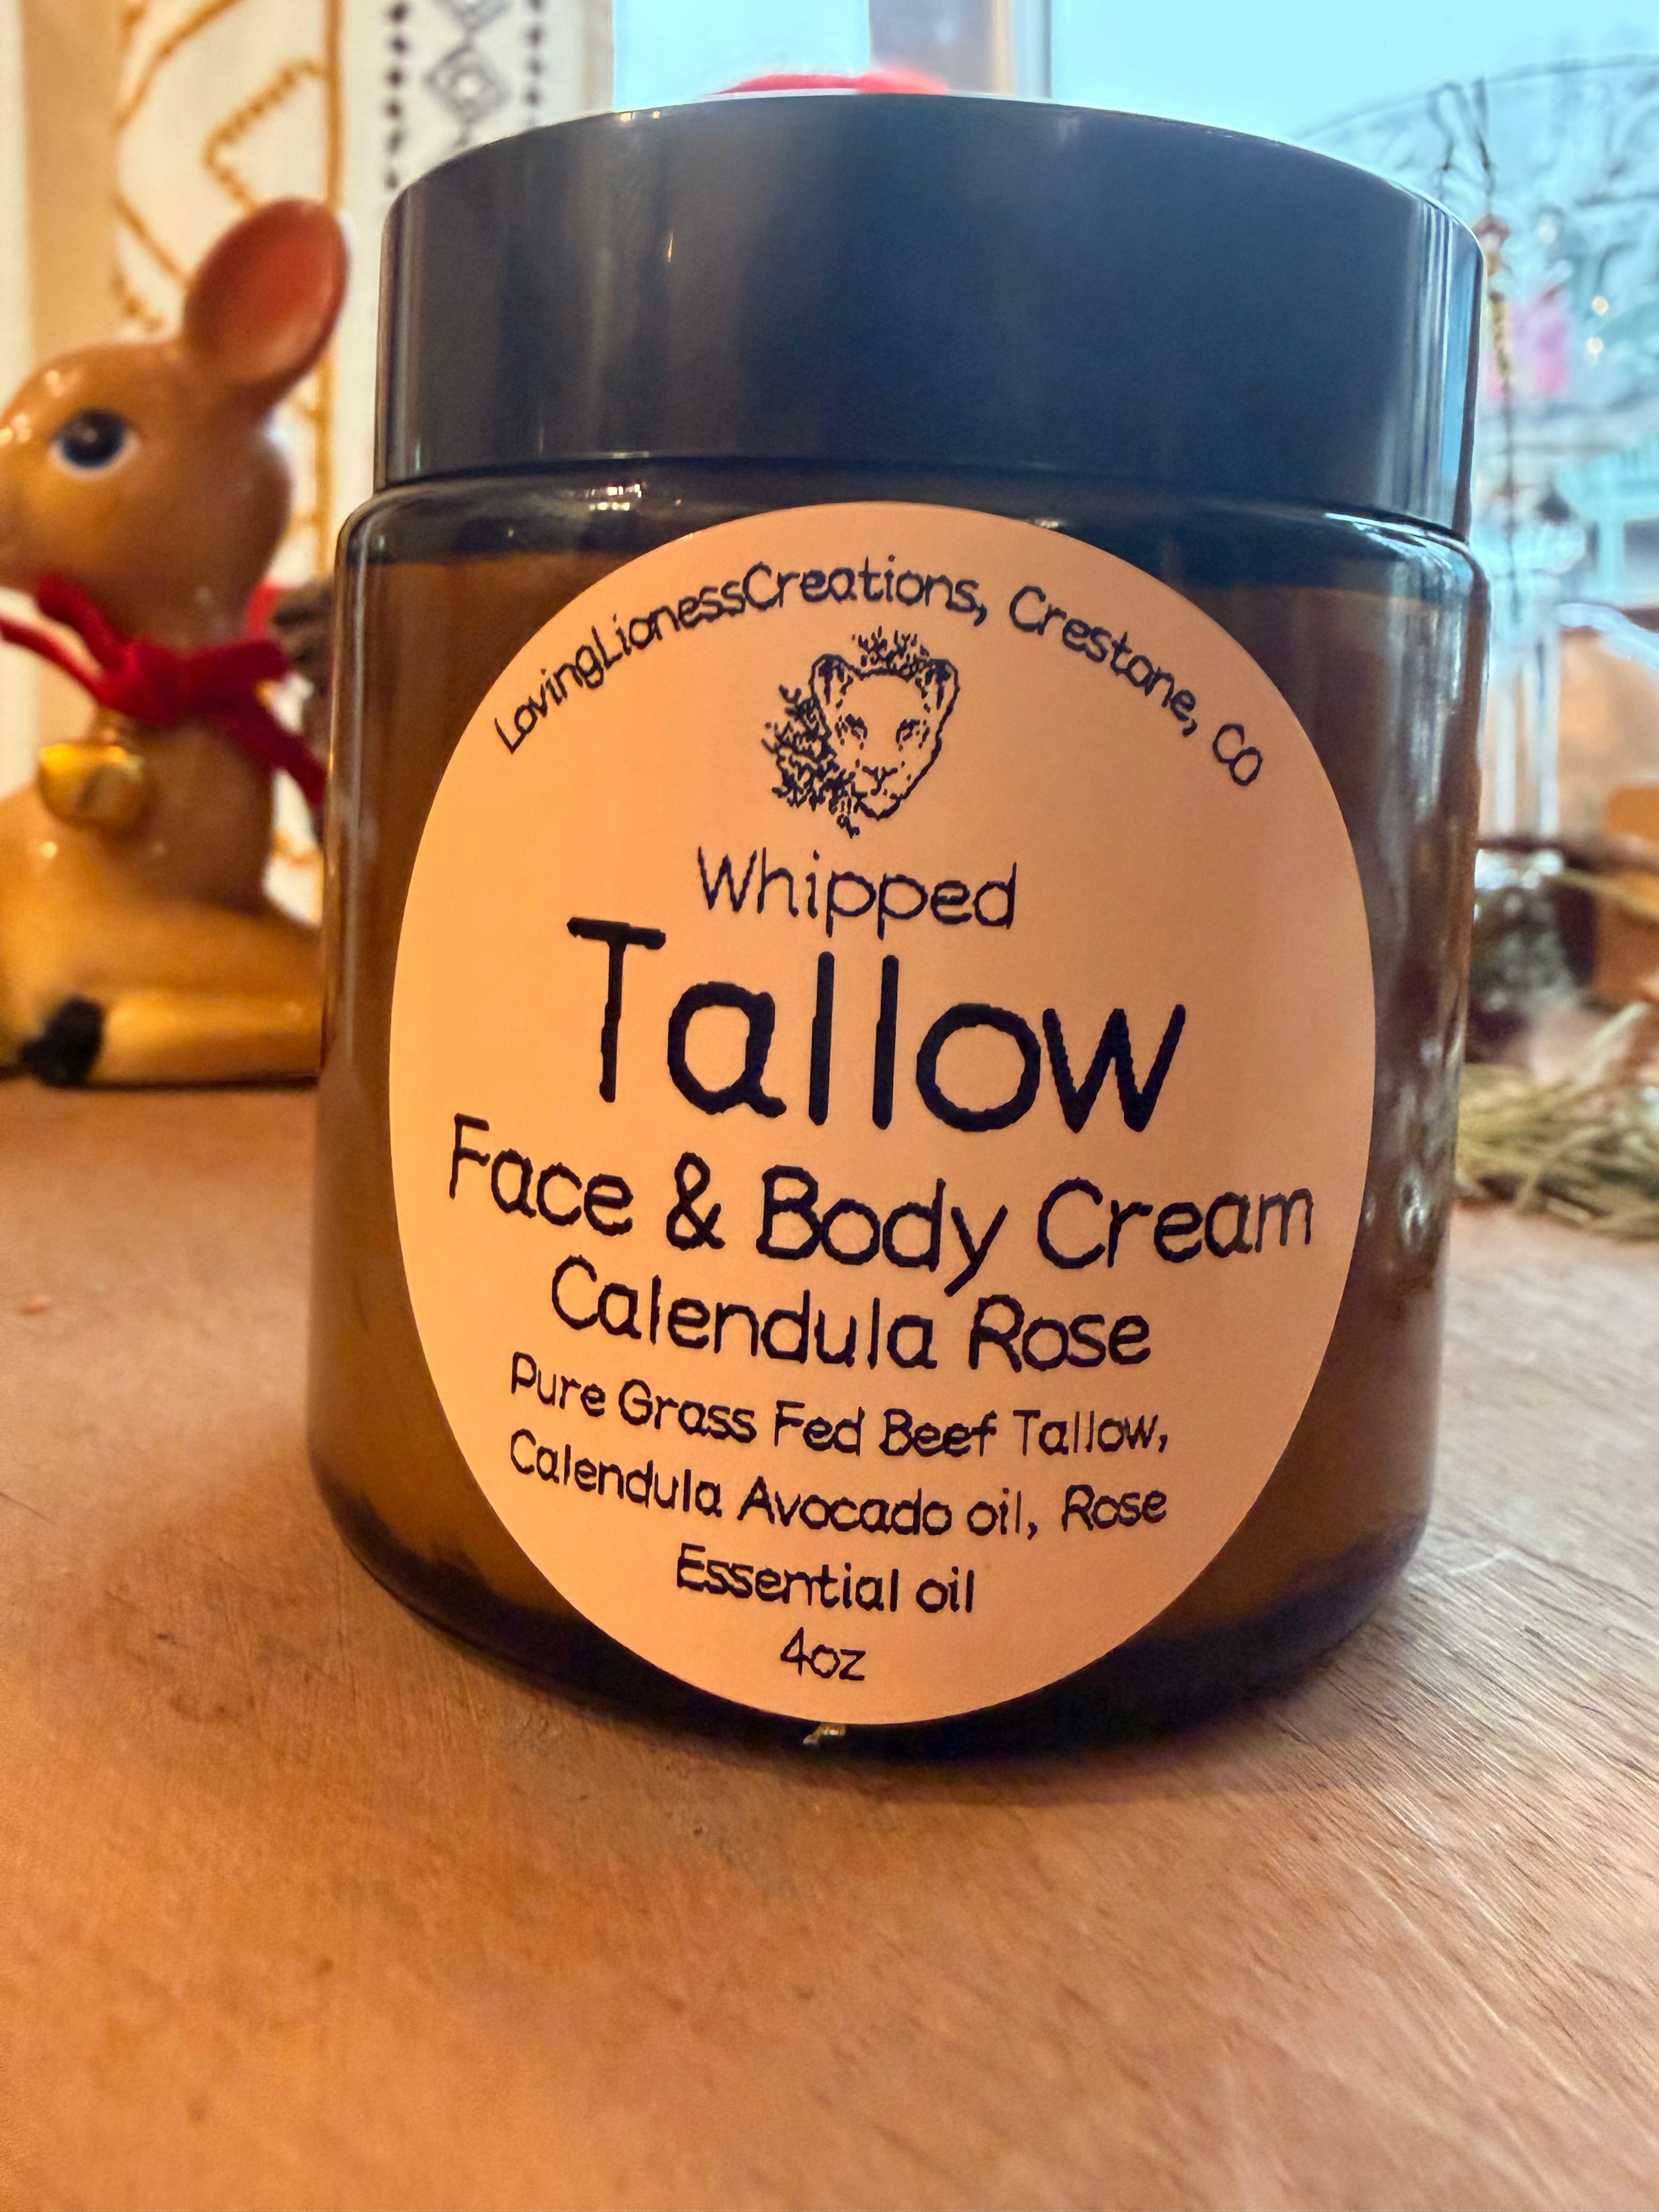 LovingLionessCreations, Crestone, CO
Whipped
Tallow
Face & Body Cream
Calendula Rose
Pure Grass Fed Beef Tallow,
Calendula Avocado oil, Rose
Essential oil
4oz